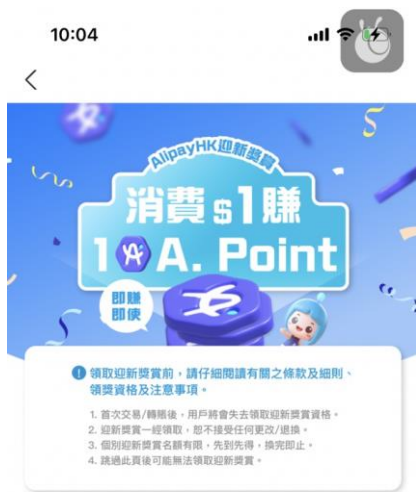 10:04
AlipayHK迎新獎賞
消費$1賺
1 A. Point
即賺
即使
領取迎新獎賞前，請仔細閱讀有關之條款及細則、
領獎資格及注意事項。
1. 首次交易/轉賬後，用戶將會失去領取迎新獎賞資格。
2. 迎新獎賞一經領取，恕不接受任何更改/退換。
3. 個別迎新獎賞名額有限，先到先得，換完即止。
4. 跳過此頁後可能無法領取迎新獎賞。